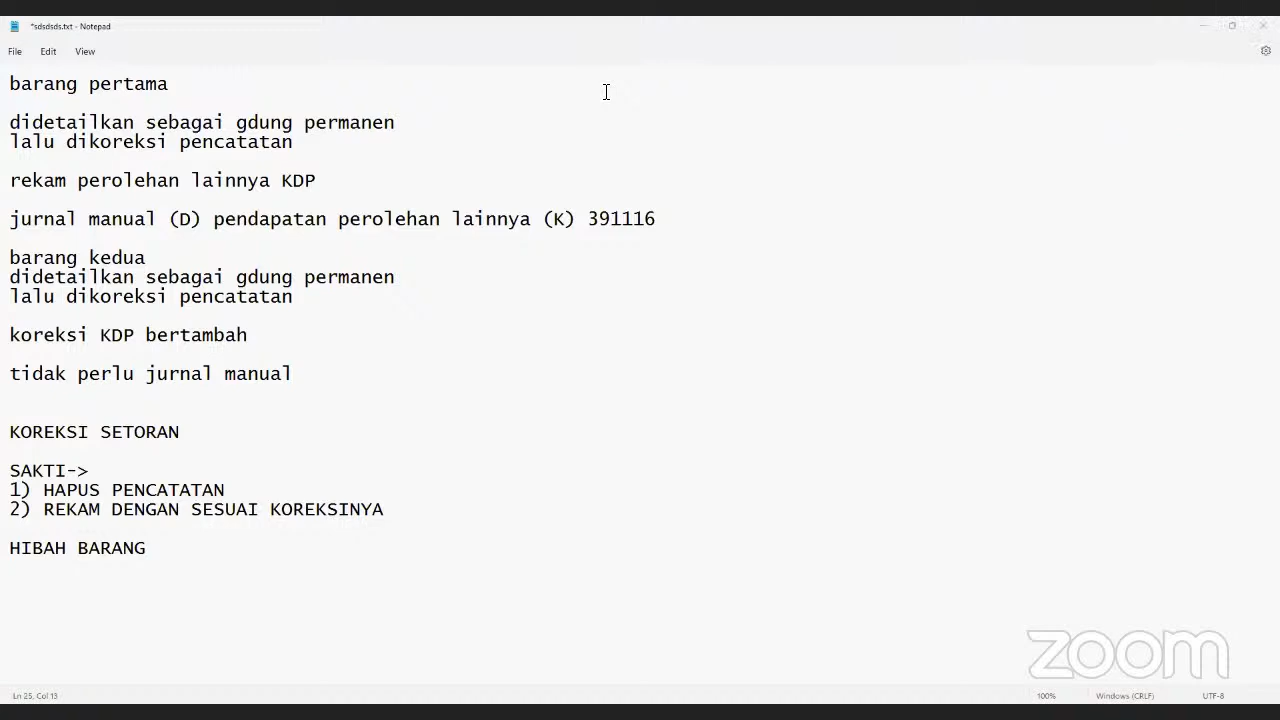 *sdsdsds.txt - Notepad
File Edit View
barang pertama
didetailkan sebagai gdung permanen
lalu dikoreksi pencatatan
rekam perolehan lainnya KDP
jurnal manual (D) pendapatan perolehan lainnya (K) 391116
barang kedua
didetailkan sebagai gdung permanen
lalu dikoreksi pencatatan
koreksi KDP bertambah
tidak perlu jurnal manual
KOREKSI SETORAN
SAKTI->
1) HAPUS PENCATATAN
2) REKAM DENGAN SESUAI KOREKSINYA
HIBAH BARANG
zoom
Ln 25, Col 13 100% Windows (CRLF) UTF-8